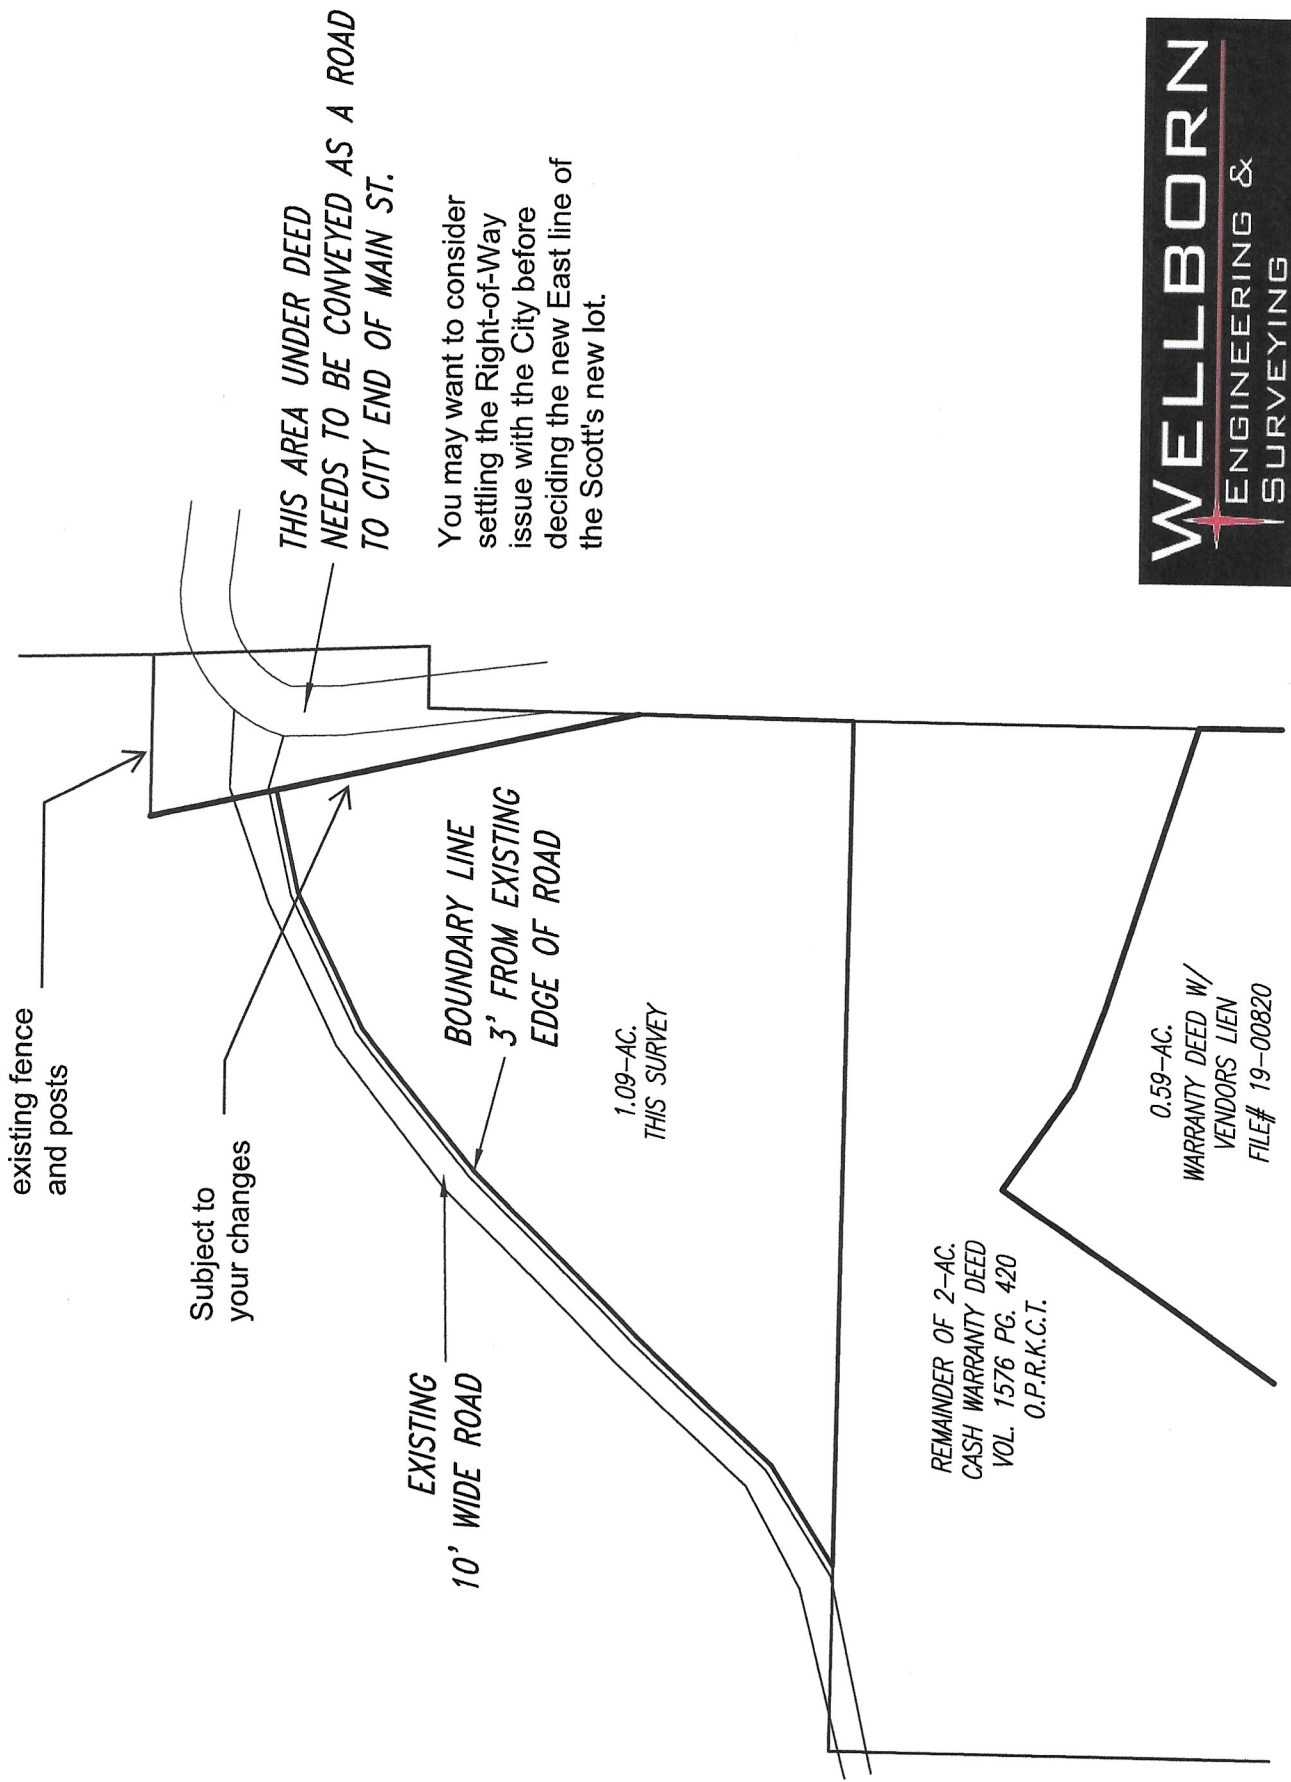 existing fence
and posts
Subject to
your changes
EXISTING
10' WIDE ROAD
BOUNDARY LINE
3' FROM EXISTING
EDGE OF ROAD
THIS AREA UNDER DEED
NEEDS TO BE CONVEYED AS A ROAD
TO CITY END OF MAIN ST.
You may want to consider
settling the Right-of-Way
issue with the City before
deciding the new East line of
the Scott's new lot.
1.09-AC.
THIS SURVEY
REMAINDER OF 2-AC.
CASH WARRANTY DEED
VOL. 1576 PG. 420
O.P.R.K.C.T.
0.59-AC.
WARRANTY DEED W/
VENDORS LIEN
FILE# 19-00820
WELLBORN
ENGINEERING &
SURVEYING